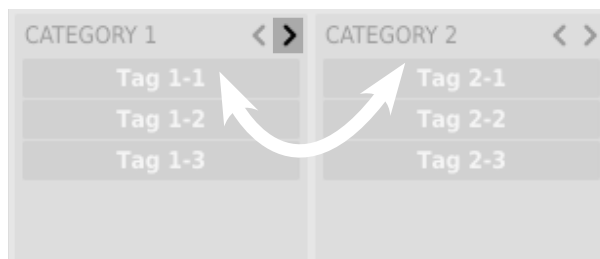 CATEGORY 1
Tag 1-1
Tag 1-2
Tag 1-3
CATEGORY 2
Tag 2-1
Tag 2-2
Tag 2-3